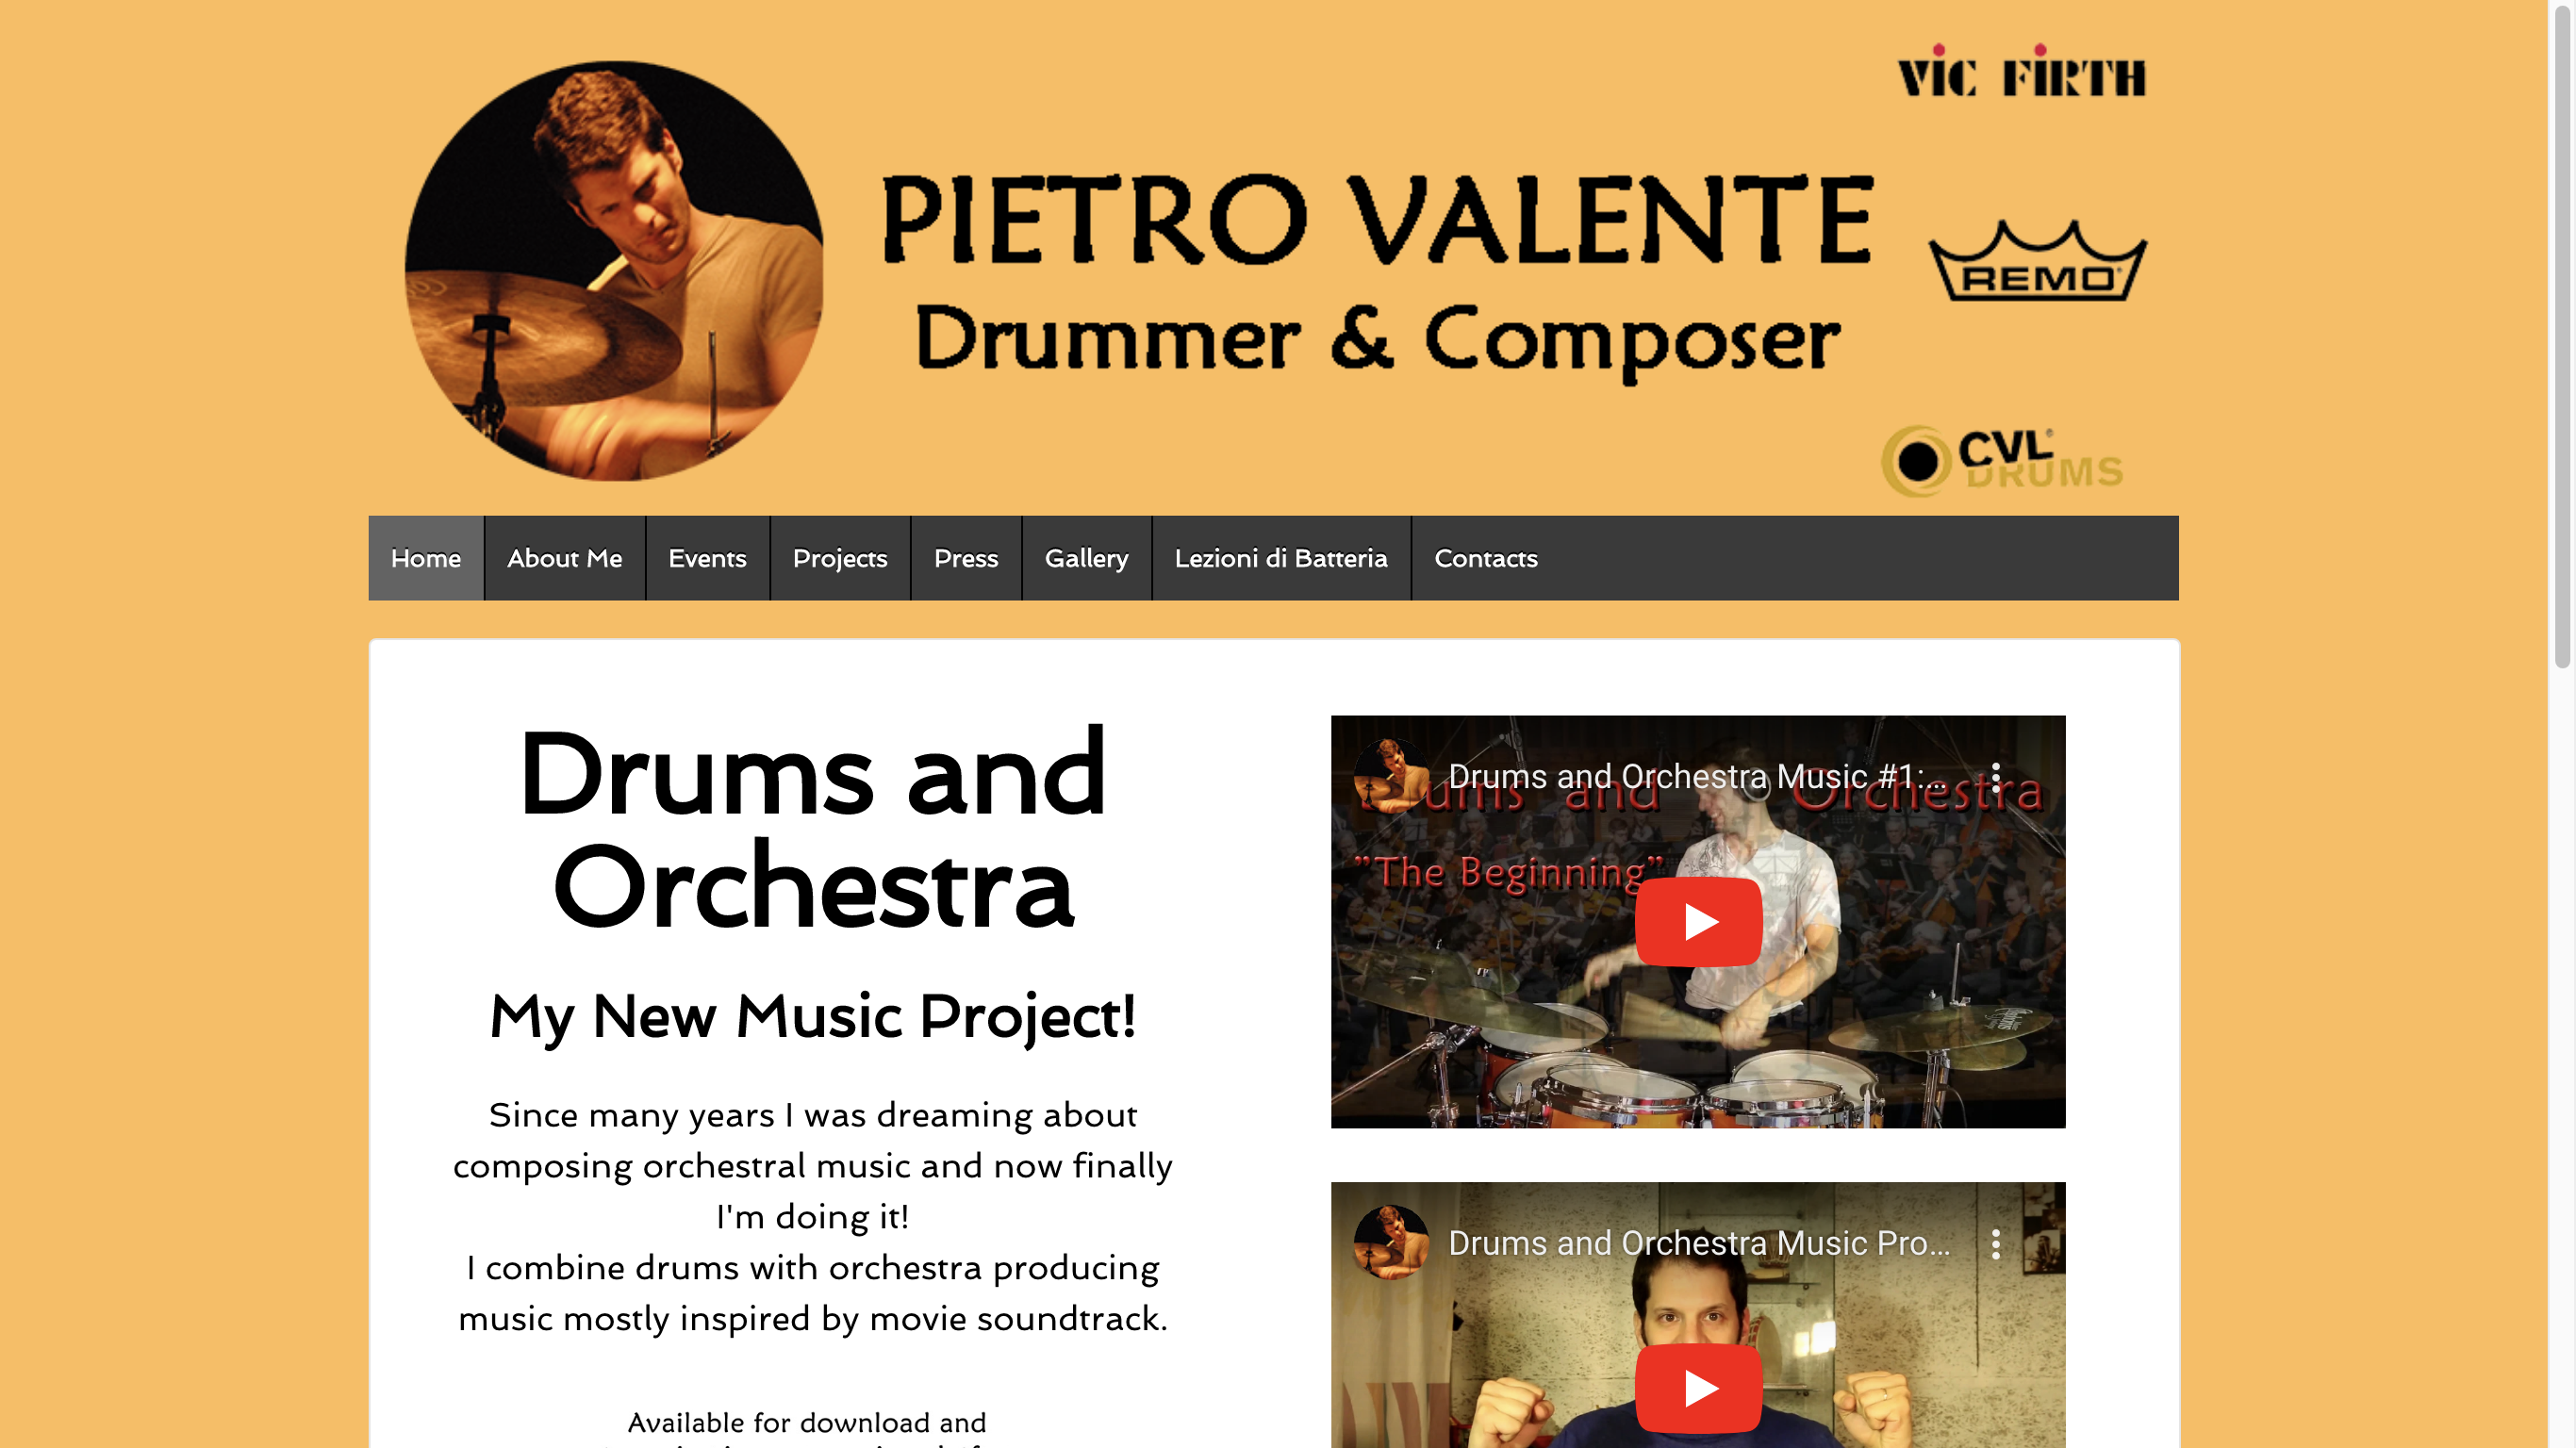 VIC FIRTH
PIETRO VALENTE
REMO
Drummer & Composer
CVL®
DRUMS
Home
About Me
Events
Projects
Press
Gallery
Lezioni di Batteria
Contacts
Drums and
Orchestra
My New Music Project!
Since many years I was dreaming about
composing orchestral music and now finally
I'm doing it!
I combine drums with orchestra producing
music mostly inspired by movie soundtrack.
Available for download and
Drums and Orchestra Music #1:...
Drums and Orchestra
"The Beginning"
Drums and Orchestra Music Pro...